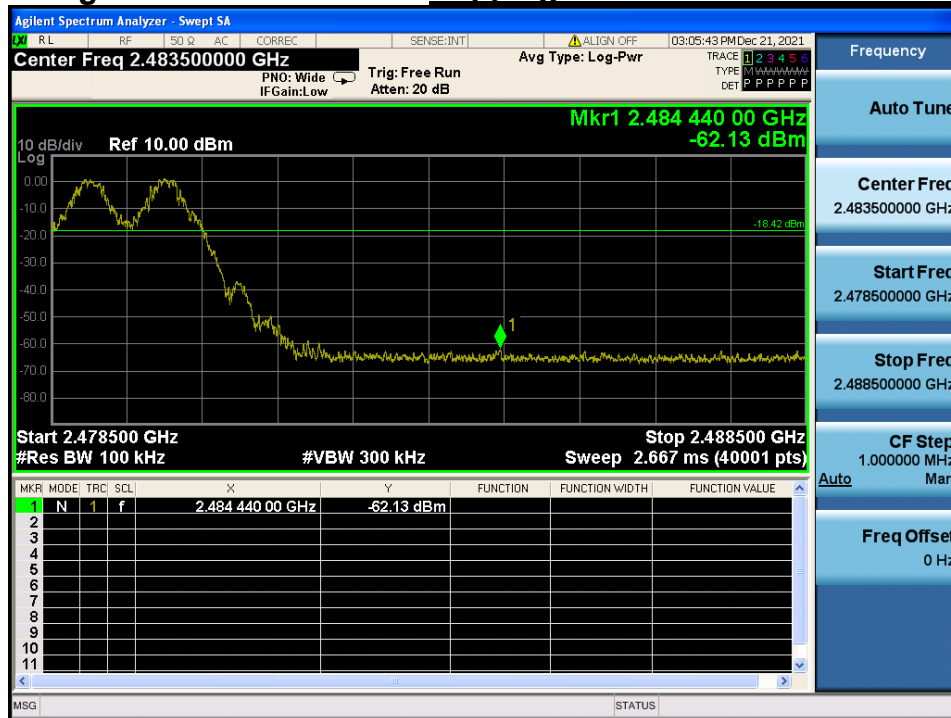 Agilent Spectrum Analyzer - Swept SA
LXI RL RF 50 Ω AC CORREC SENSE:INT ALIGN OFF 03:05:43 PM Dec 21, 2021
Center Freq 2.483500000 GHz
PNO: Wide
IFGain:Low
Trig: Free Run
Atten: 20 dB
Avg Type: Log-Pwr
TRACE 1 2 3 4 5 6
TYPE M W W W W W
DET P P P P P P
Mkr1 2.484 440 00 GHz
-62.13 dBm
10 dB/div Ref 10.00 dBm
Log
0.00
-10.0
-20.0
-30.0
-40.0
-50.0
-60.0
-70.0
-80.0
-18.42 dBm
1
Start 2.478500 GHz Stop 2.488500 GHz
#Res BW 100 kHz #VBW 300 kHz Sweep 2.667 ms (40001 pts)
MKR MODE TRC SCL X Y FUNCTION FUNCTION WIDTH FUNCTION VALUE
1 N 1 f 2.484 440 00 GHz -62.13 dBm
2
3
4
5
6
7
8
9
10
11
MSG STATUS
Frequency
Auto Tune
Center Freq
2.483500000 GHz
Start Freq
2.478500000 GHz
Stop Freq
2.488500000 GHz
CF Step
1.000000 MHz
Auto Man
Freq Offset
0 Hz